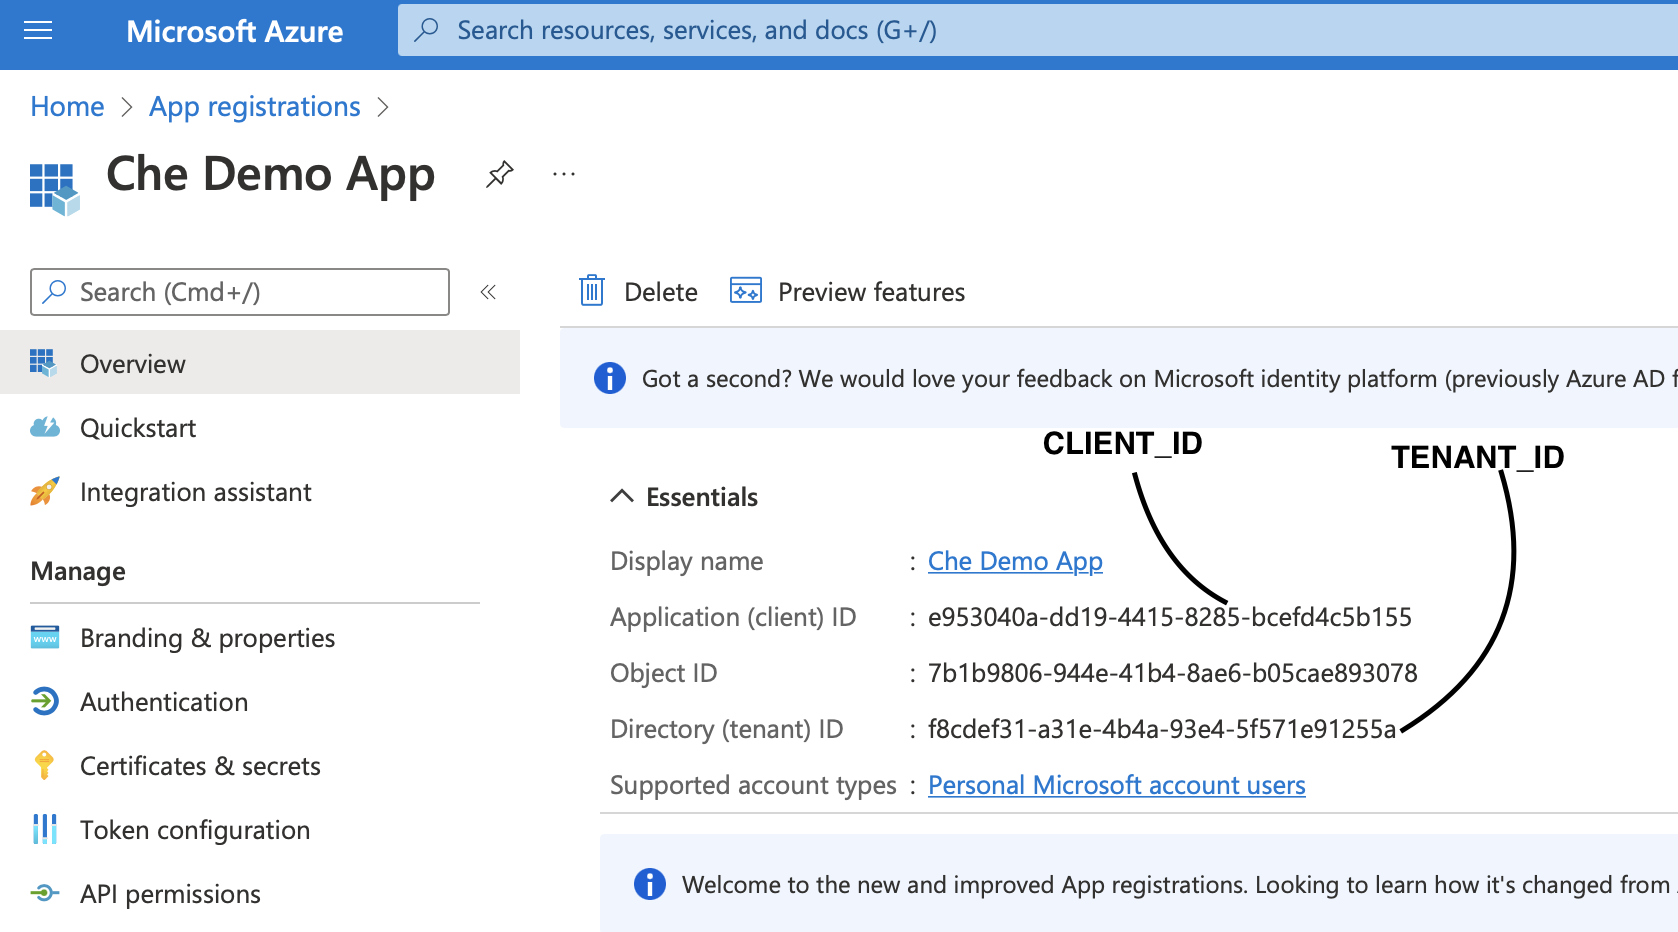 Microsoft Azure
Search resources, services, and docs (G+/)
Home > App registrations >
Che Demo App
...
Search (Cmd+/)
«
Overview
Quickstart
Integration assistant
Manage
Branding & properties
Authentication
Certificates & secrets
Token configuration
API permissions
Delete
Preview features
Got a second? We would love your feedback on Microsoft identity platform (previously Azure AD f
CLIENT_ID
TENANT_ID
Essentials
Display name : Che Demo App
Application (client) ID : e953040a-dd19-4415-8285-bcefd4c5b155
Object ID : 7b1b9806-944e-41b4-8ae6-b05cae893078
Directory (tenant) ID : f8cdef31-a31e-4b4a-93e4-5f571e91255a
Supported account types : Personal Microsoft account users
Welcome to the new and improved App registrations. Looking to learn how it's changed from